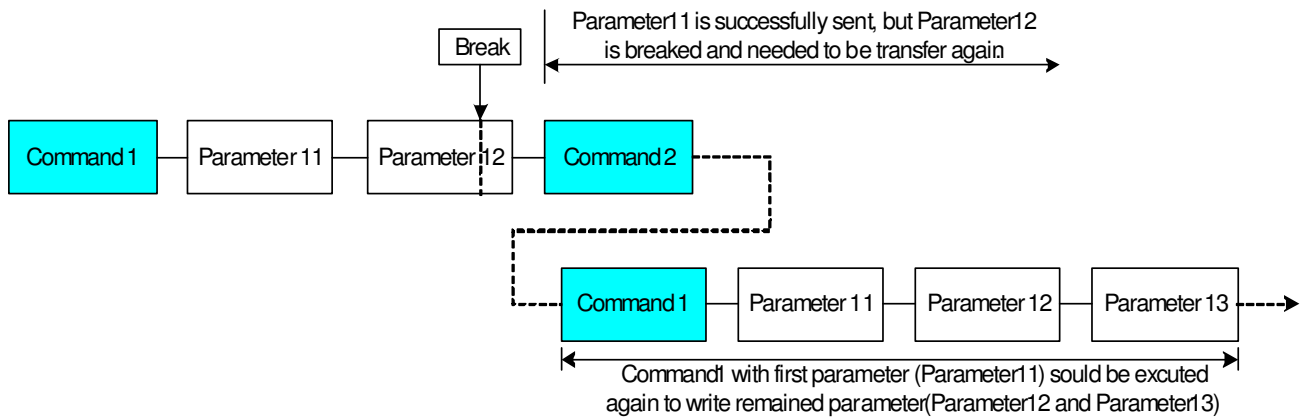 Parameter11 is successfully sent, but Parameter12
is breaked and needed to be transfer again.
Break
Command 1
Parameter 11
Parameter 12
Command 2
Command 1
Parameter 11
Parameter 12
Parameter 13
Command1 with first parameter (Parameter11) sould be excuted
again to write remained parameter(Parameter12 and Parameter13)